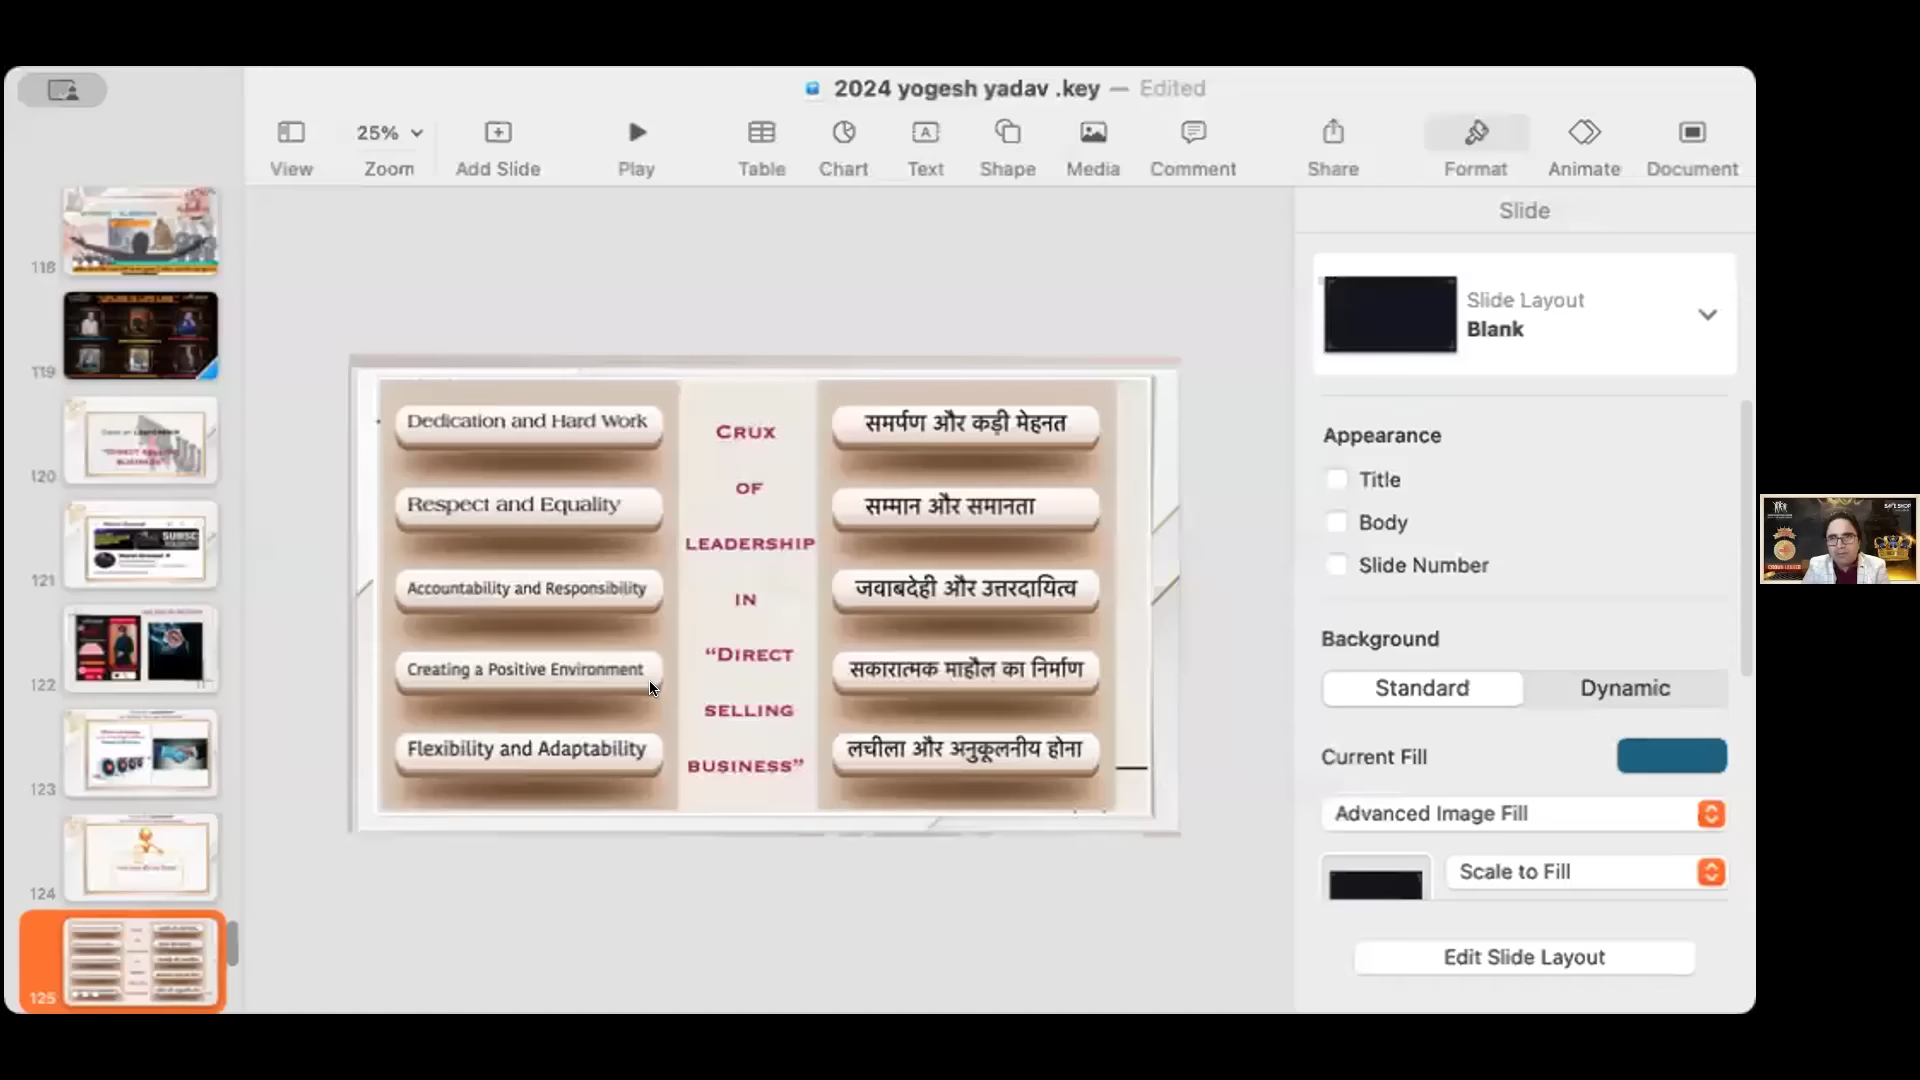 2024 yogesh yadav .key — Edited
25%
View
Zoom
Add Slide
Play
Table
Chart
Text
Shape
Media
Comment
Share
Format
Animate
Document
118
119
120
121
122
123
124
125
Dedication and Hard Work
Respect and Equality
Accountability and Responsibility
Creating a Positive Environment
Flexibility and Adaptability
CRUX
OF
LEADERSHIP
IN
“DIRECT
SELLING
BUSINESS”
समर्पण और कड़ी मेहनत
सम्मान और समानता
जवाबदेही और उत्तरदायित्व
सकारात्मक माहौल का निर्माण
लचीला और अनुकूलनीय होना
Slide
Slide Layout
Blank
Appearance
Title
Body
Slide Number
Background
Standard
Dynamic
Current Fill
Advanced Image Fill
Scale to Fill
Edit Slide Layout